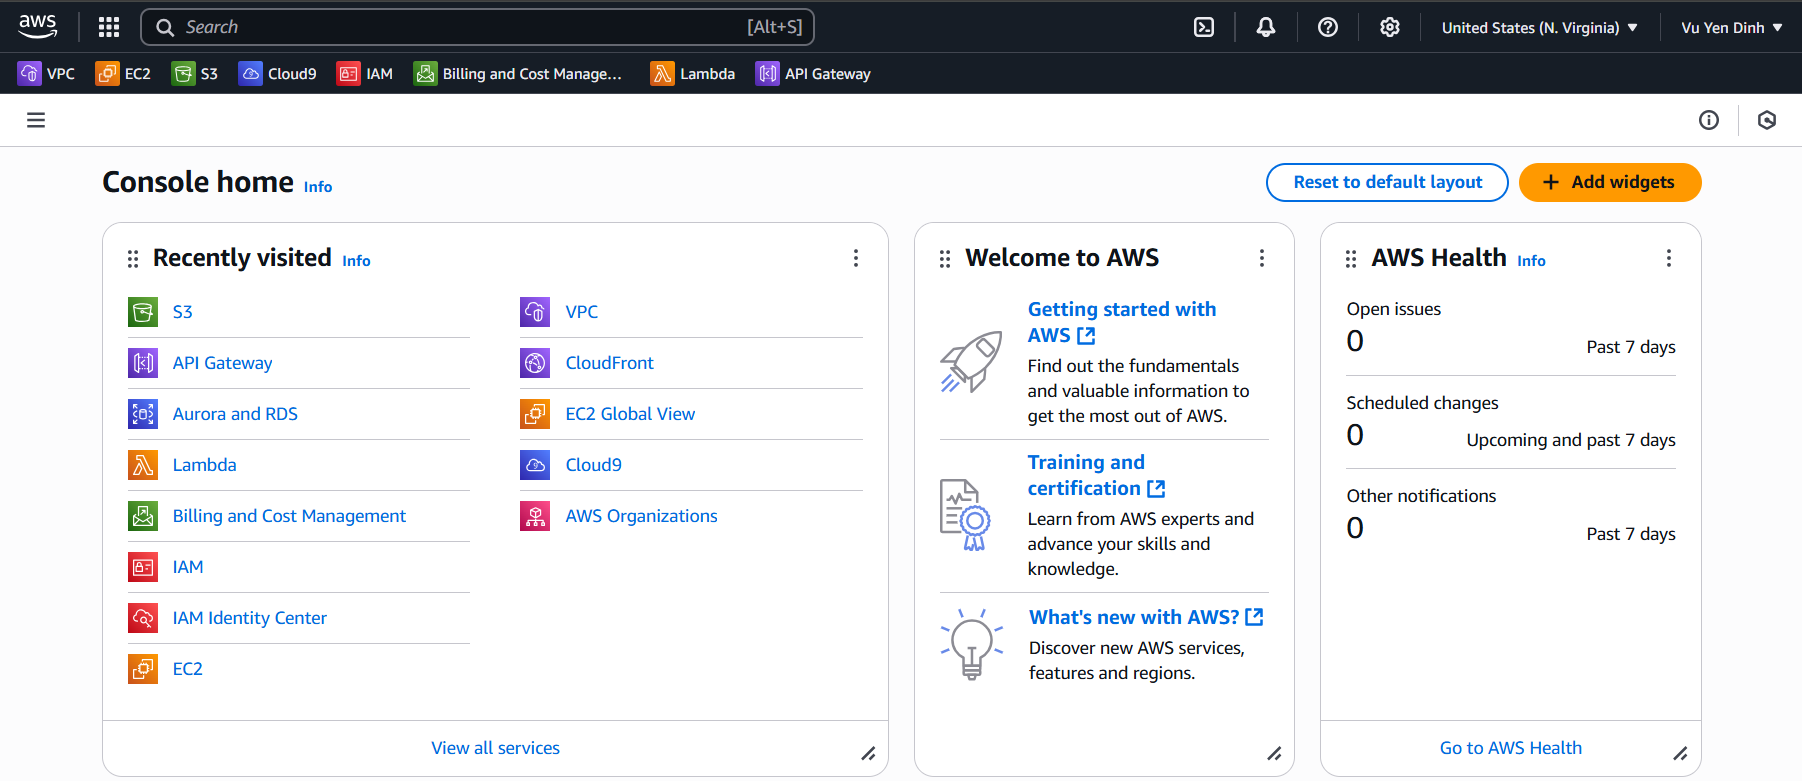 aws
Search [Alt+S]
United States (N. Virginia)
Vu Yen Dinh
VPC
EC2
S3
Cloud9
IAM
Billing and Cost Manage...
Lambda
API Gateway
Console home Info
Reset to default layout
Add widgets
Recently visited Info
S3
API Gateway
Aurora and RDS
Lambda
Billing and Cost Management
IAM
IAM Identity Center
EC2
VPC
CloudFront
EC2 Global View
Cloud9
AWS Organizations
View all services
Welcome to AWS
Getting started with
AWS
Find out the fundamentals
and valuable information to
get the most out of AWS.
Training and
certification
Learn from AWS experts and
advance your skills and
knowledge.
What's new with AWS?
Discover new AWS services,
features and regions.
AWS Health Info
Open issues
0
Past 7 days
Scheduled changes
0
Upcoming and past 7 days
Other notifications
0
Past 7 days
Go to AWS Health